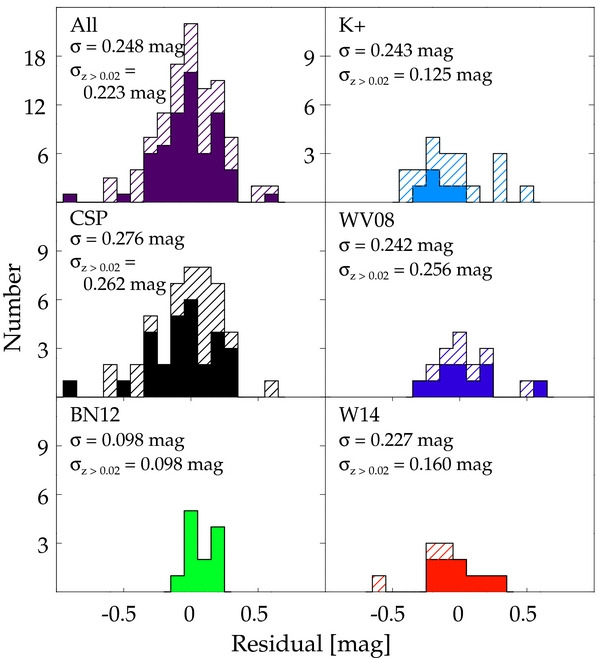 All
σ = 0.248 mag
σz > 0.02 =
0.223 mag
18
12
6
K+
σ = 0.243 mag
σz > 0.02 = 0.125 mag
9
6
3
CSP
σ = 0.276 mag
σz > 0.02 =
0.262 mag
9
6
3
WV08
σ = 0.242 mag
σz > 0.02 = 0.256 mag
BN12
σ = 0.098 mag
σz > 0.02 = 0.098 mag
9
6
3
W14
σ = 0.227 mag
σz > 0.02 = 0.160 mag
Number
-0.5 0 0.5
-0.5 0 0.5
Residual [mag]